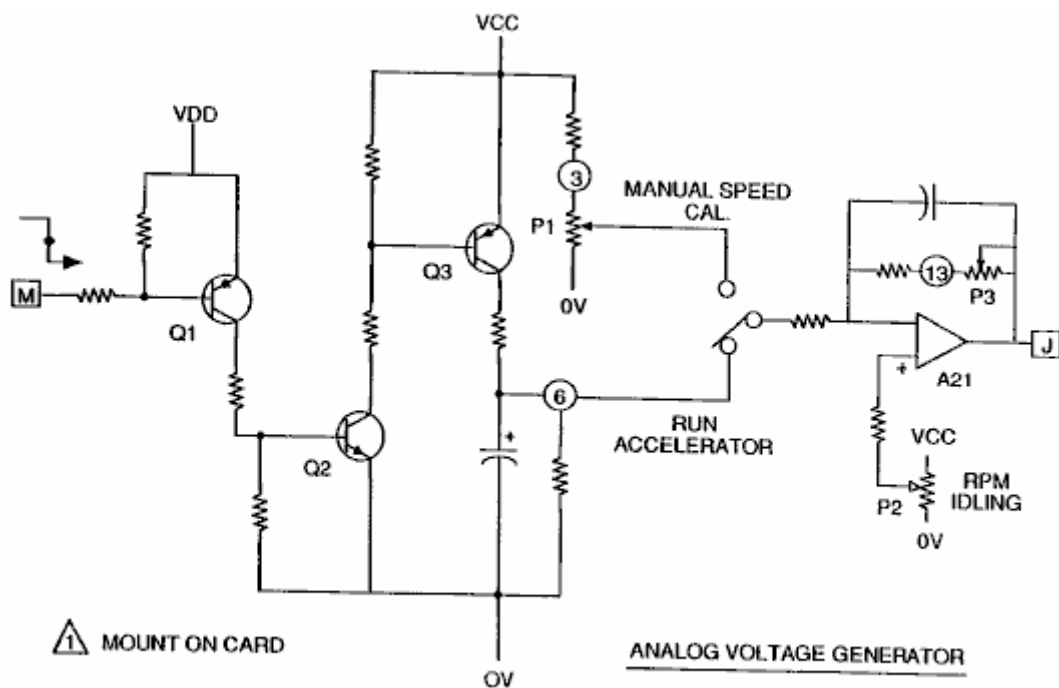 VCC
VDD
3
MANUAL SPEED
CAL.
P1
M
Q3
13
P3
Q1
0V
J
A21
+
6
+
RUN
ACCELERATOR
VCC
Q2
RPM
IDLING
P2
0V
1 MOUNT ON CARD
ANALOG VOLTAGE GENERATOR
OV